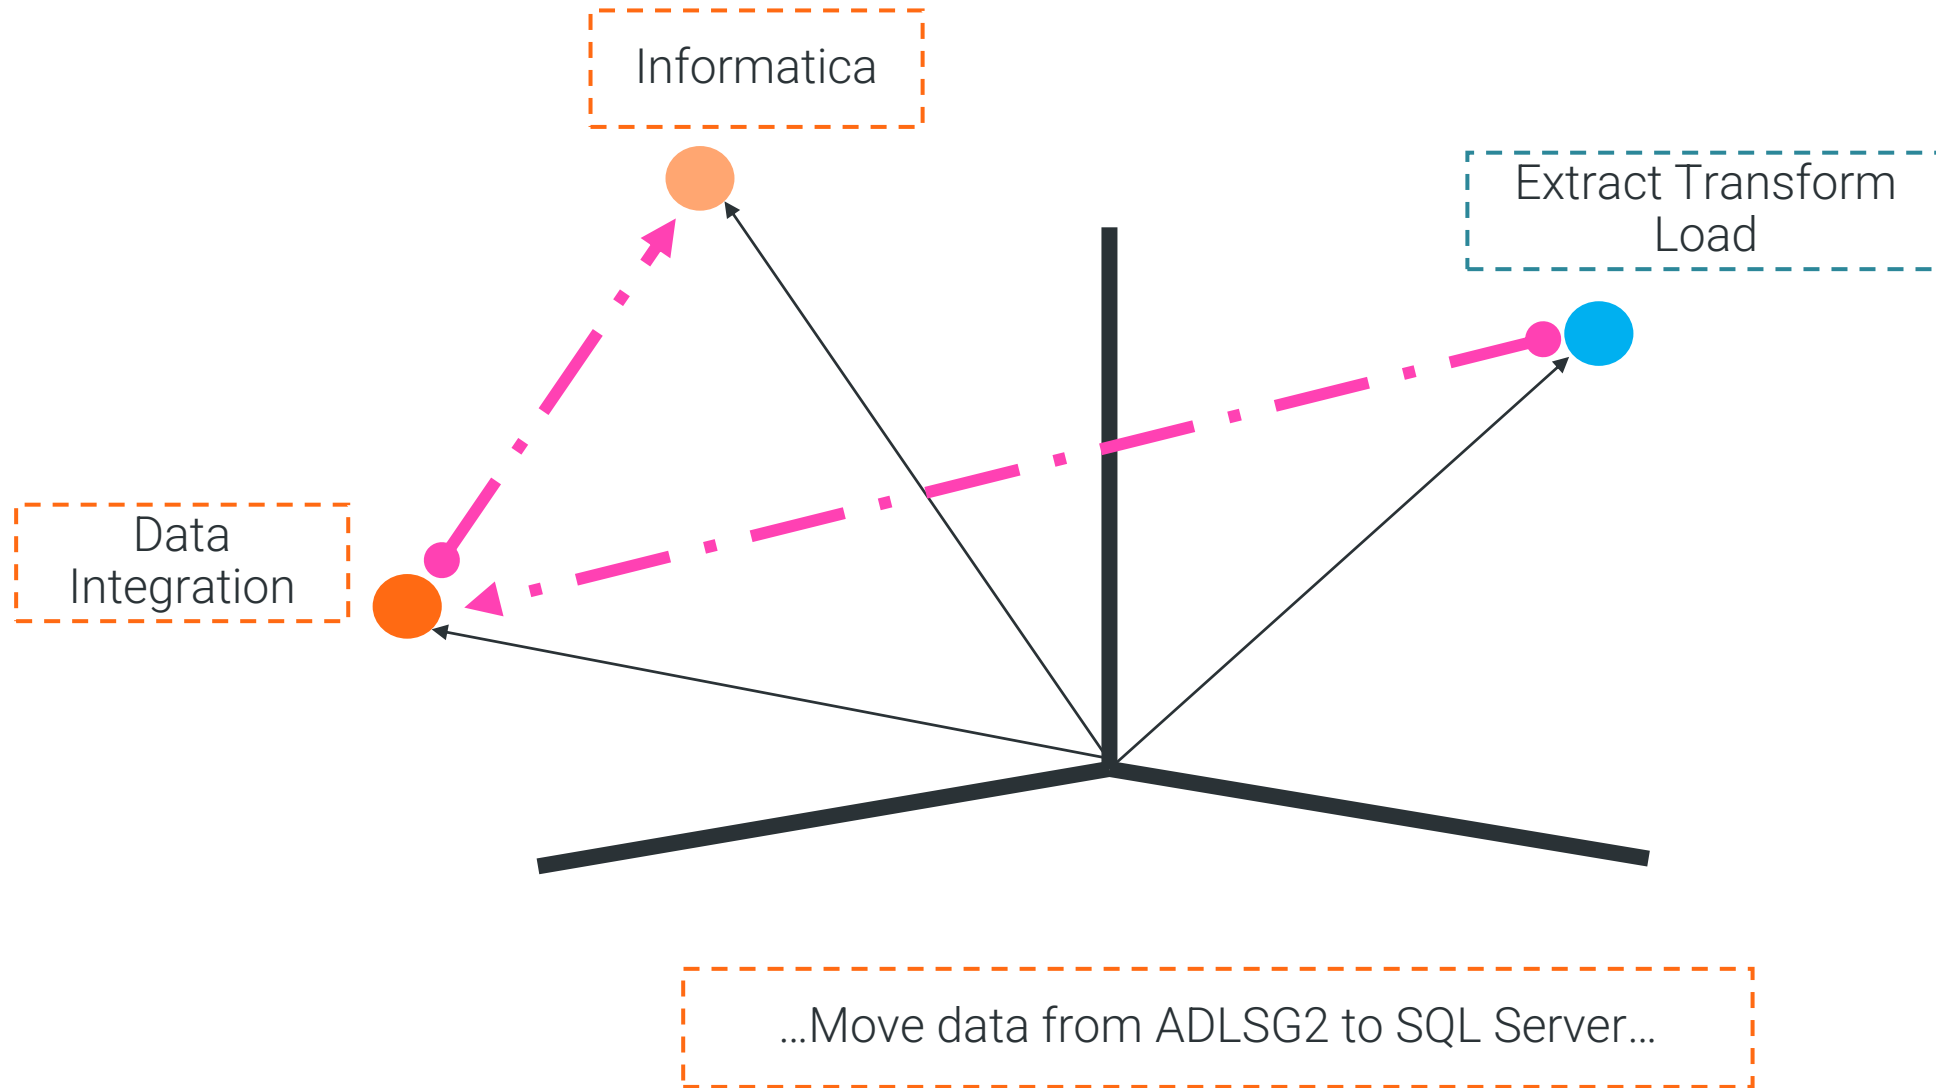 Informatica
Extract Transform
Load
Data
Integration
...Move data from ADLSG2 to SQL Server...